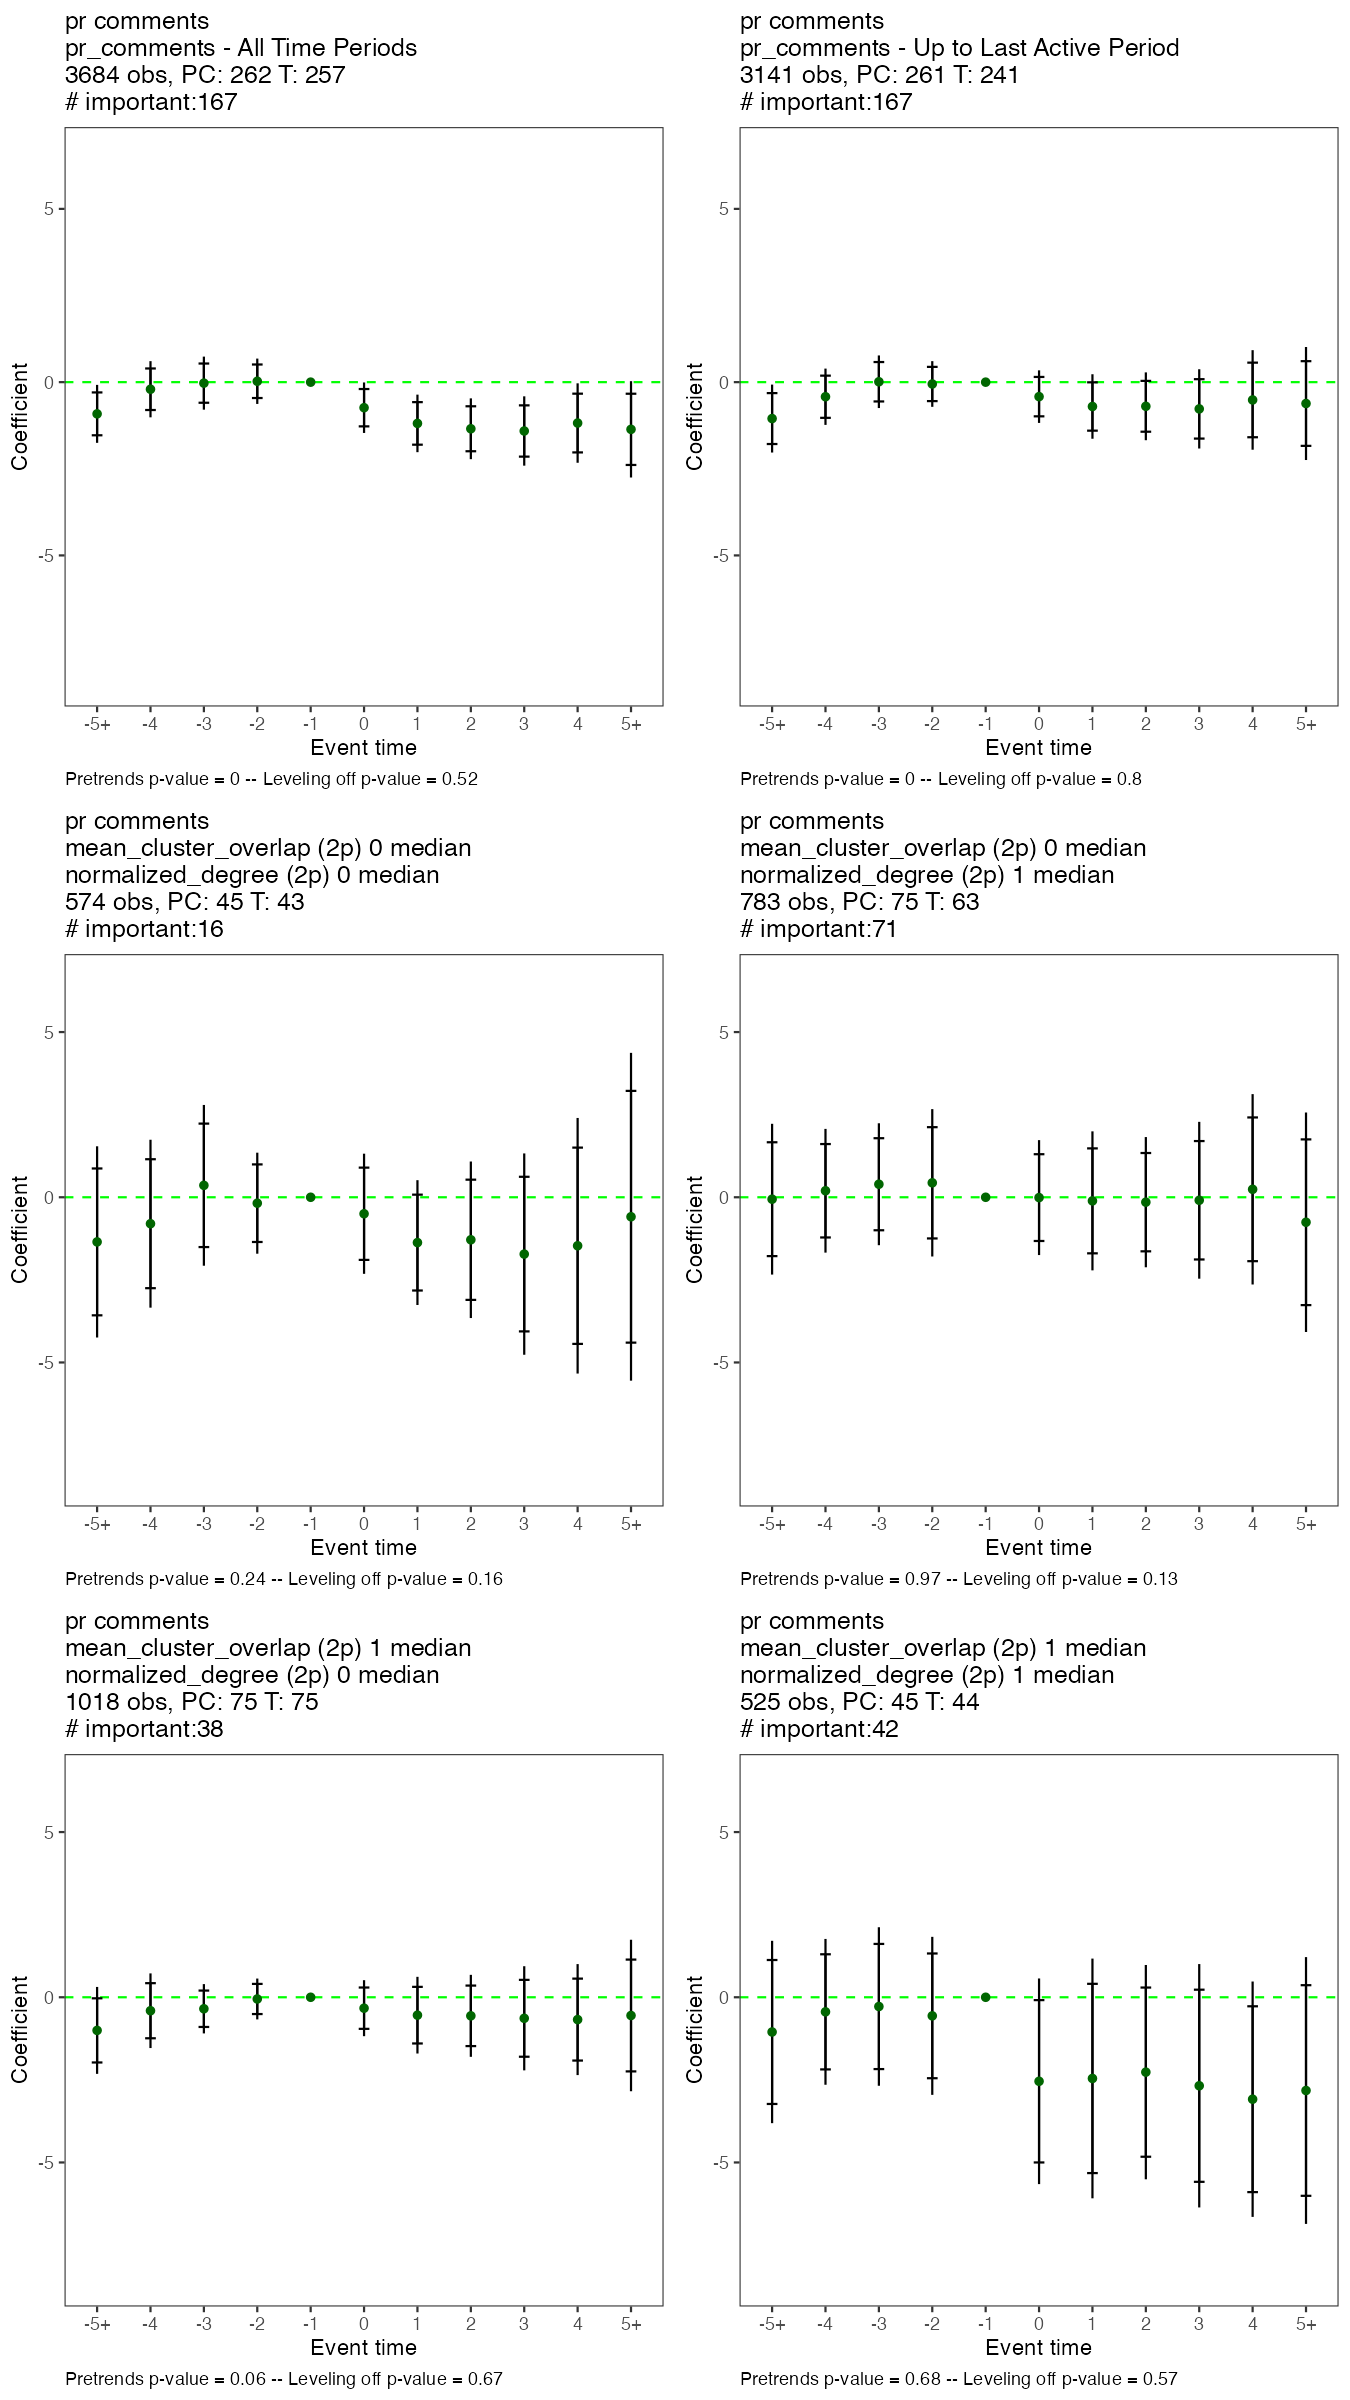 pr comments
pr_comments - All Time Periods
3684 obs, PC: 262 T: 257
# important:167
5
0
-5
Coefficient
-5+ -4 -3 -2 -1 0 1 2 3 4 5+
Event time
Pretrends p-value = 0 -- Leveling off p-value = 0.52
pr comments
pr_comments - Up to Last Active Period
3141 obs, PC: 261 T: 241
# important:167
5
0
-5
Coefficient
-5+ -4 -3 -2 -1 0 1 2 3 4 5+
Event time
Pretrends p-value = 0 -- Leveling off p-value = 0.8
pr comments
mean_cluster_overlap (2p) 0 median
normalized_degree (2p) 0 median
574 obs, PC: 45 T: 43
# important:16
5
0
-5
Coefficient
-5+ -4 -3 -2 -1 0 1 2 3 4 5+
Event time
Pretrends p-value = 0.24 -- Leveling off p-value = 0.16
pr comments
mean_cluster_overlap (2p) 0 median
normalized_degree (2p) 1 median
783 obs, PC: 75 T: 63
# important:71
5
0
-5
Coefficient
-5+ -4 -3 -2 -1 0 1 2 3 4 5+
Event time
Pretrends p-value = 0.97 -- Leveling off p-value = 0.13
pr comments
mean_cluster_overlap (2p) 1 median
normalized_degree (2p) 0 median
1018 obs, PC: 75 T: 75
# important:38
5
0
-5
Coefficient
-5+ -4 -3 -2 -1 0 1 2 3 4 5+
Event time
Pretrends p-value = 0.06 -- Leveling off p-value = 0.67
pr comments
mean_cluster_overlap (2p) 1 median
normalized_degree (2p) 1 median
525 obs, PC: 45 T: 44
# important:42
5
0
-5
Coefficient
-5+ -4 -3 -2 -1 0 1 2 3 4 5+
Event time
Pretrends p-value = 0.68 -- Leveling off p-value = 0.57